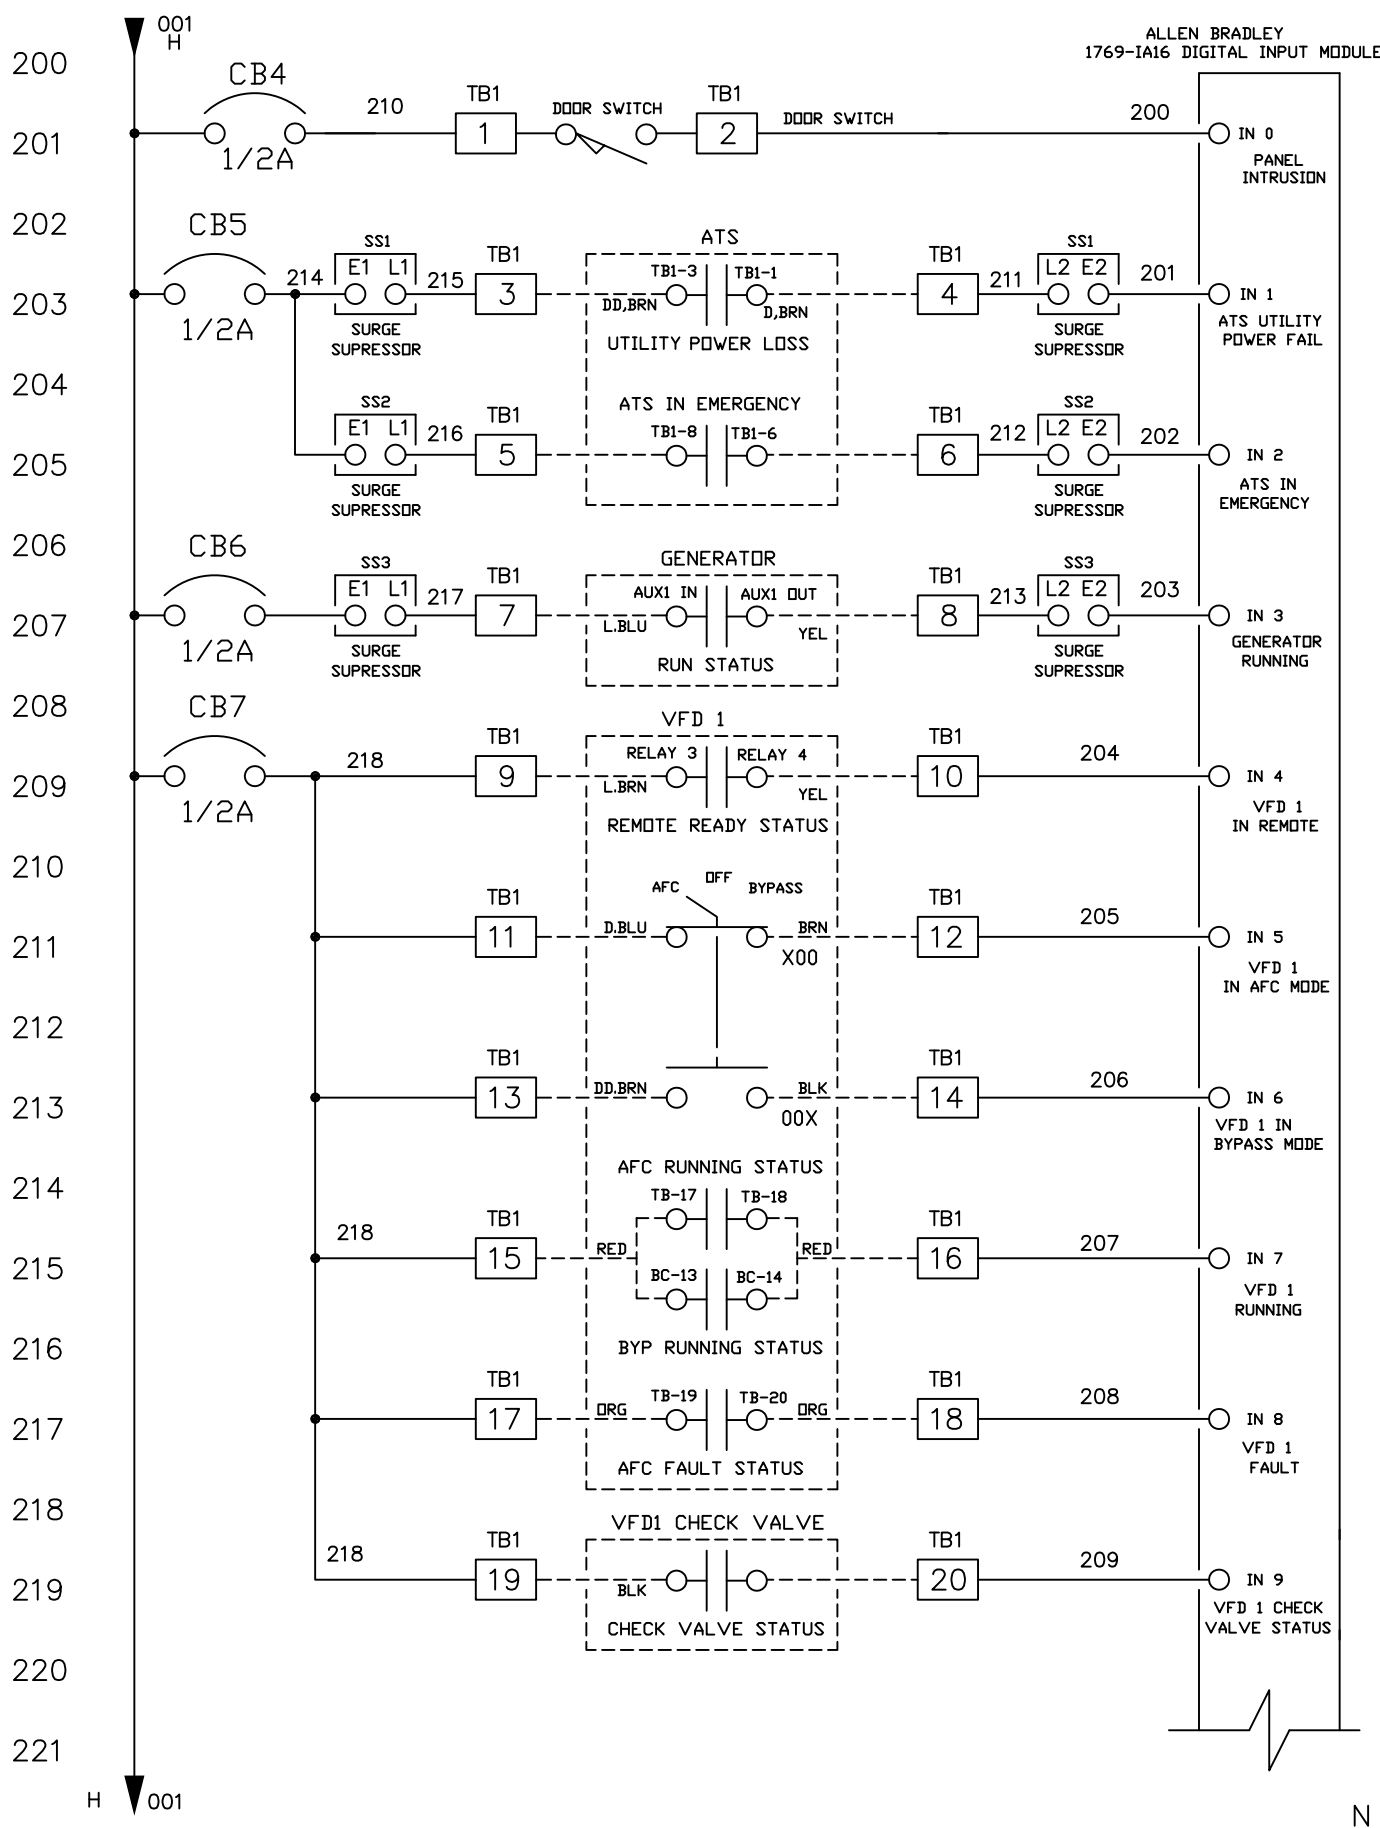 001
H
ALLEN BRADLEY
1769-IA16 DIGITAL INPUT MODULE
200
CB4
210
TB1
DOOR SWITCH
TB1
DOOR SWITCH
200
201
1/2A
1
2
IN 0
PANEL
INTRUSION
202
CB5
ATS
SS1
TB1
TB1
SS1
E1 L1
TB1-3
TB1-1
L2 E2
214
215
211
201
203
3
4
IN 1
DD,BRN
D,BRN
1/2A
SURGE
SUPRESSOR
UTILITY POWER LOSS
SURGE
SUPRESSOR
ATS UTILITY
POWER FAIL
204
SS2
TB1
ATS IN EMERGENCY
TB1
SS2
E1 L1
216
TB1-8
TB1-6
212
L2 E2
202
205
5
6
IN 2
SURGE
SUPRESSOR
SURGE
SUPRESSOR
ATS IN
EMERGENCY
206
CB6
GENERATOR
SS3
TB1
TB1
SS3
E1 L1
217
AUX1 IN
AUX1 OUT
213
L2 E2
203
207
7
8
IN 3
L.BLU
YEL
1/2A
SURGE
SUPRESSOR
RUN STATUS
SURGE
SUPRESSOR
GENERATOR
RUNNING
208
CB7
VFD 1
218
TB1
RELAY 3
RELAY 4
TB1
204
209
9
10
IN 4
L.BRN
YEL
1/2A
REMOTE READY STATUS
VFD 1
IN REMOTE
210
AFC
OFF
BYPASS
TB1
TB1
205
211
11
D.BLU
BRN
12
IN 5
X00
VFD 1
IN AFC MODE
212
TB1
TB1
206
213
13
DD.BRN
BLK
14
IN 6
00X
VFD 1 IN
BYPASS MODE
214
AFC RUNNING STATUS
TB-17
TB-18
218
TB1
TB1
207
215
15
RED
RED
16
IN 7
BC-13
BC-14
VFD 1
RUNNING
216
BYP RUNNING STATUS
TB1
TB-19
TB-20
TB1
208
217
17
ORG
ORG
18
IN 8
AFC FAULT STATUS
VFD 1
FAULT
218
VFD1 CHECK VALVE
218
TB1
TB1
209
219
19
BLK
20
IN 9
CHECK VALVE STATUS
VFD 1 CHECK
VALVE STATUS
220
221
H
001
N